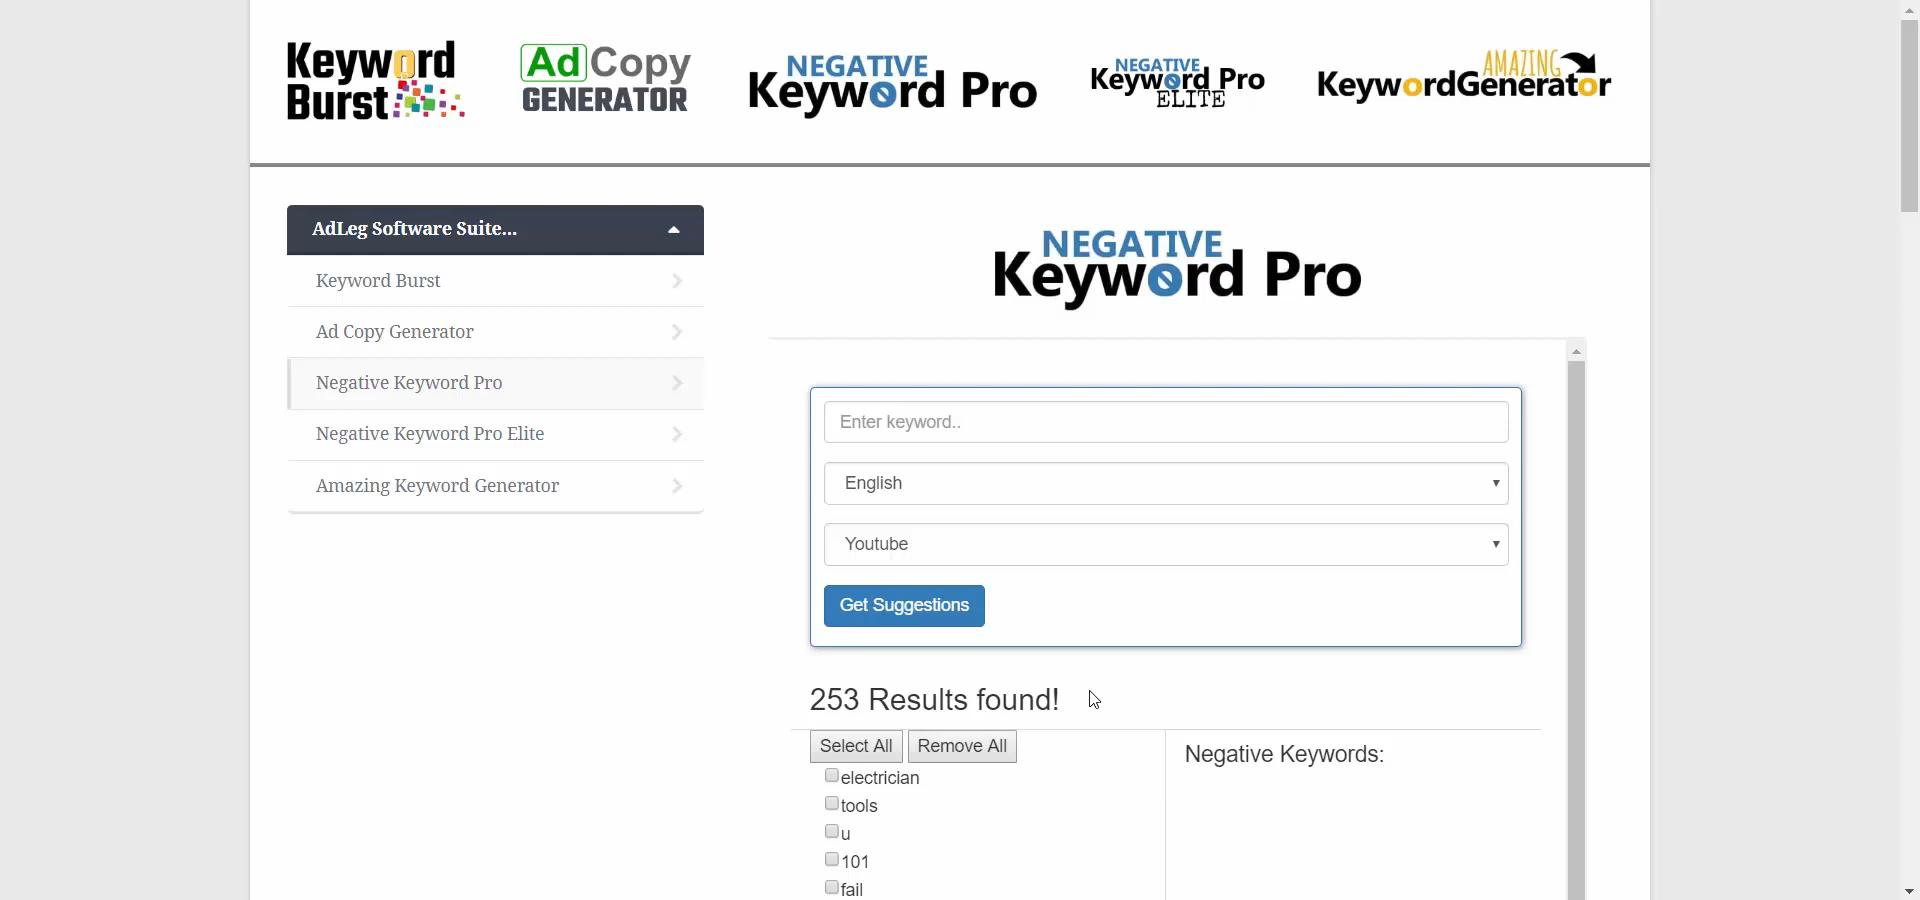 Keyword Burst
Ad Copy GENERATOR
NEGATIVE Keyword Pro
NEGATIVE Keyword Pro ELITE
AMAZING KeywordGenerator
AdLeg Software Suite...
Keyword Burst
Ad Copy Generator
Negative Keyword Pro
Negative Keyword Pro Elite
Amazing Keyword Generator
NEGATIVE
Keyword Pro
Enter keyword..
English
Youtube
Get Suggestions
253 Results found!
Select All Remove All
electrician
tools
u
101
fail
Negative Keywords: